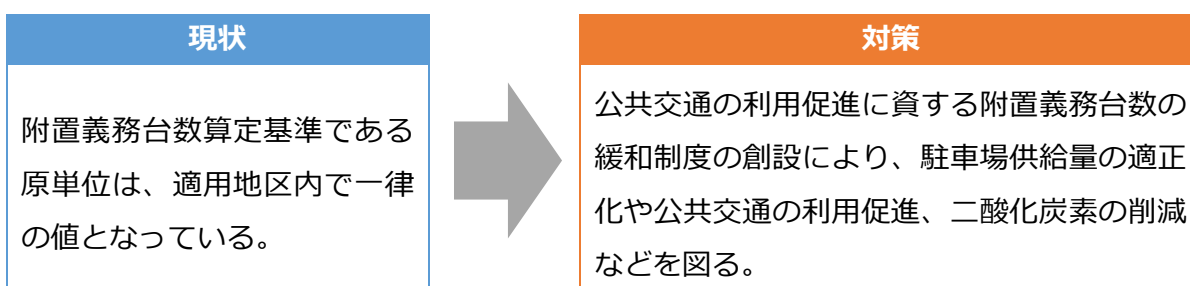 現状
附置義務台数算定基準である
原単位は、適用地区内で一律
の値となっている。
対策
公共交通の利用促進に資する附置義務台数の
緩和制度の創設により、駐車場供給量の適正
化や公共交通の利用促進、二酸化炭素の削減
などを図る。